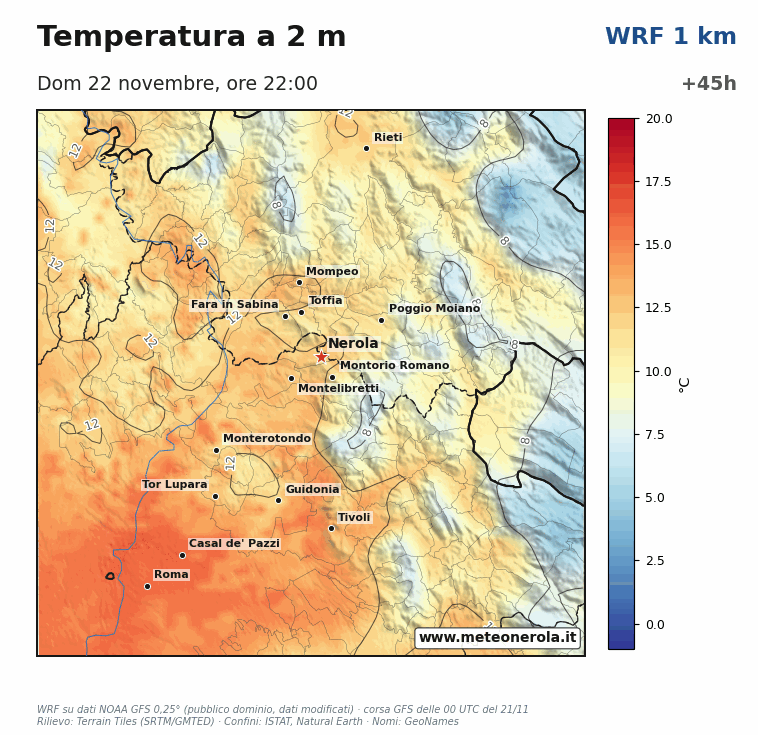 Temperatura a 2 m
WRF 1 km
Dom 22 novembre, ore 22:00
+45h
12
8
12
Rieti
8
12
12
8
12
Mompeo
Fara in Sabina
Toffia
8
Poggio Moiano
12
12
Nerola
8
Montorio Romano
Montelibretti
12
8
8
Monterotondo
12
Tor Lupara
Guidonia
Tivoli
Casal de' Pazzi
Roma
www.meteonerola.it
20.0
17.5
15.0
12.5
10.0
7.5
5.0
2.5
0.0
°C
WRF su dati NOAA GFS 0,25° (pubblico dominio, dati modificati) · corsa GFS delle 00 UTC del 21/11
Rilievo: Terrain Tiles (SRTM/GMTED) · Confini: ISTAT, Natural Earth · Nomi: GeoNames